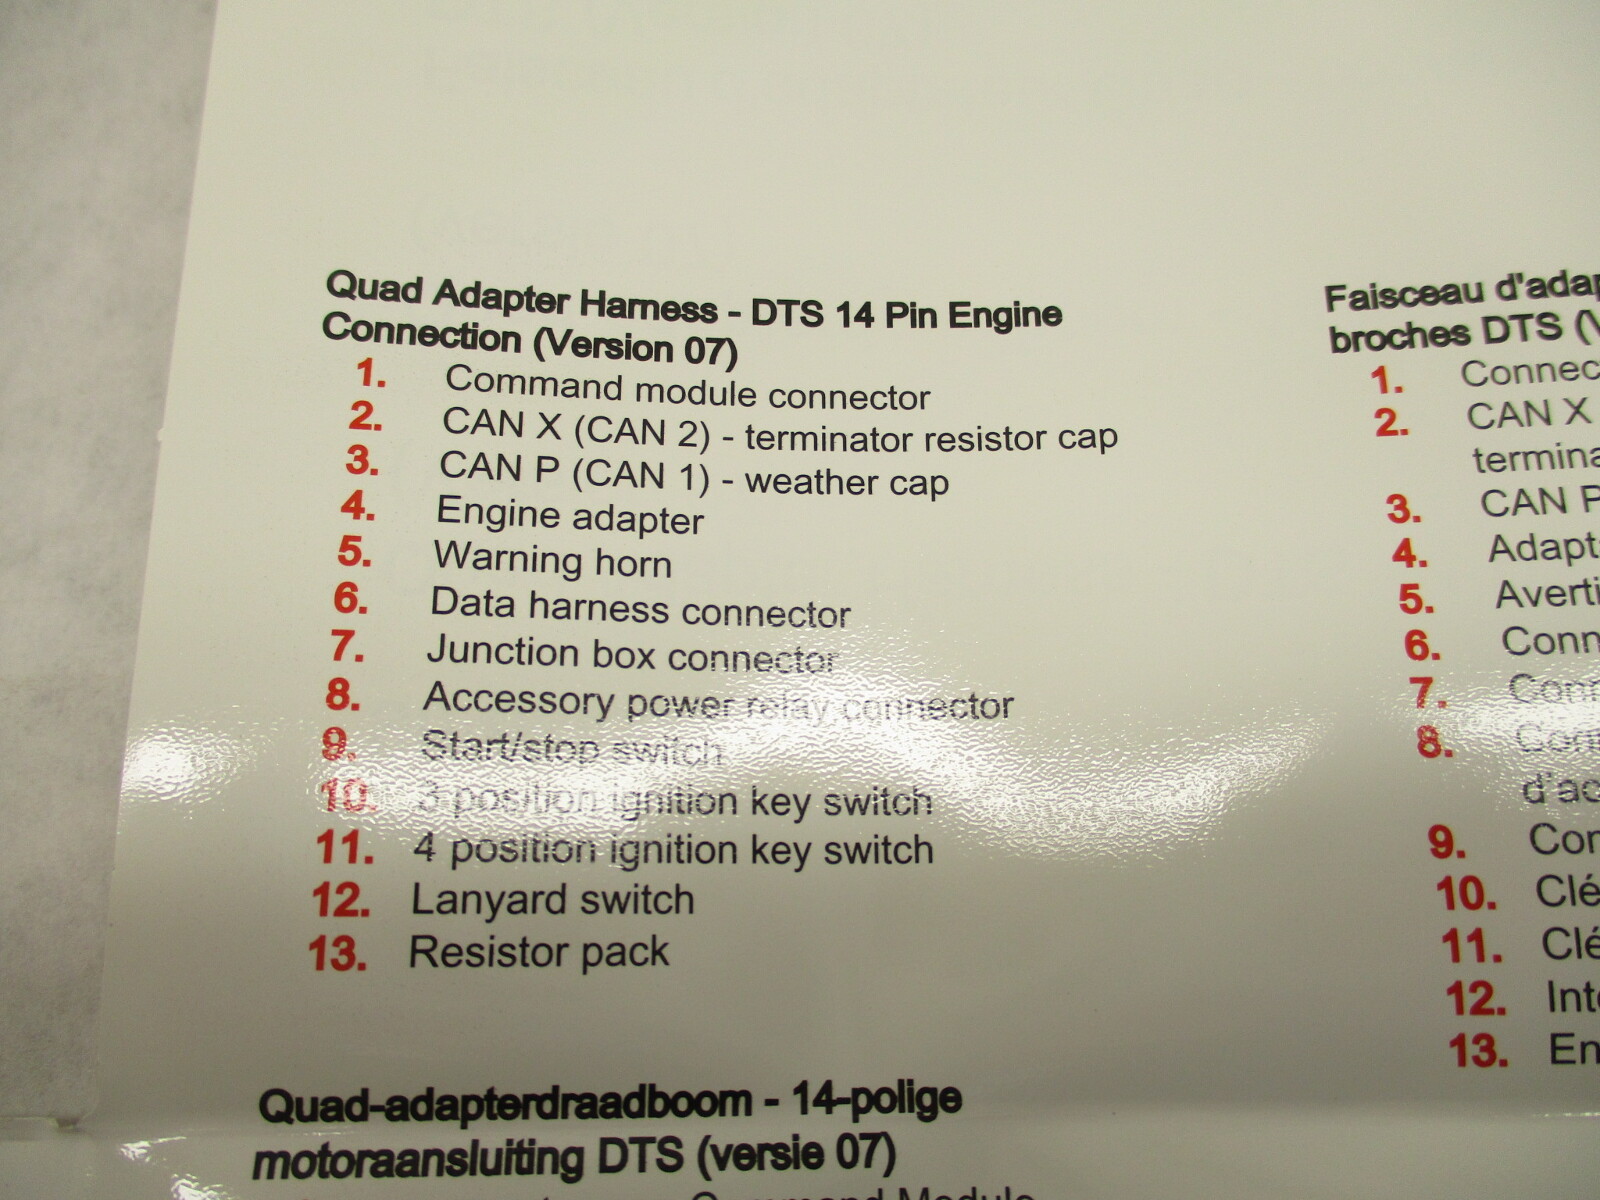 Quad Adapter Harness - DTS 14 Pin Engine
Connection (Version 07)
1. Command module connector
2. CAN X (CAN 2) - terminator resistor cap
3. CAN P (CAN 1) - weather cap
4. Engine adapter
5. Warning horn
6. Data harness connector
7. Junction box connector
8. Accessory power relay connector
9. Start/stop switch
10. 3 position ignition key switch
11. 4 position ignition key switch
12. Lanyard switch
13. Resistor pack
Quad-adapterdraadboom - 14-polige
motoraansluiting DTS (versie 07)
Command Module
Faisceau d'adap
broches DTS (V
1. Connec
2. CAN X
termina
3. CAN P
4. Adapt
5. Averti
6. Conn
7. Conn
8. Con
d'ac
9. Con
10. Clé
11. Clé
12. Inte
13. En